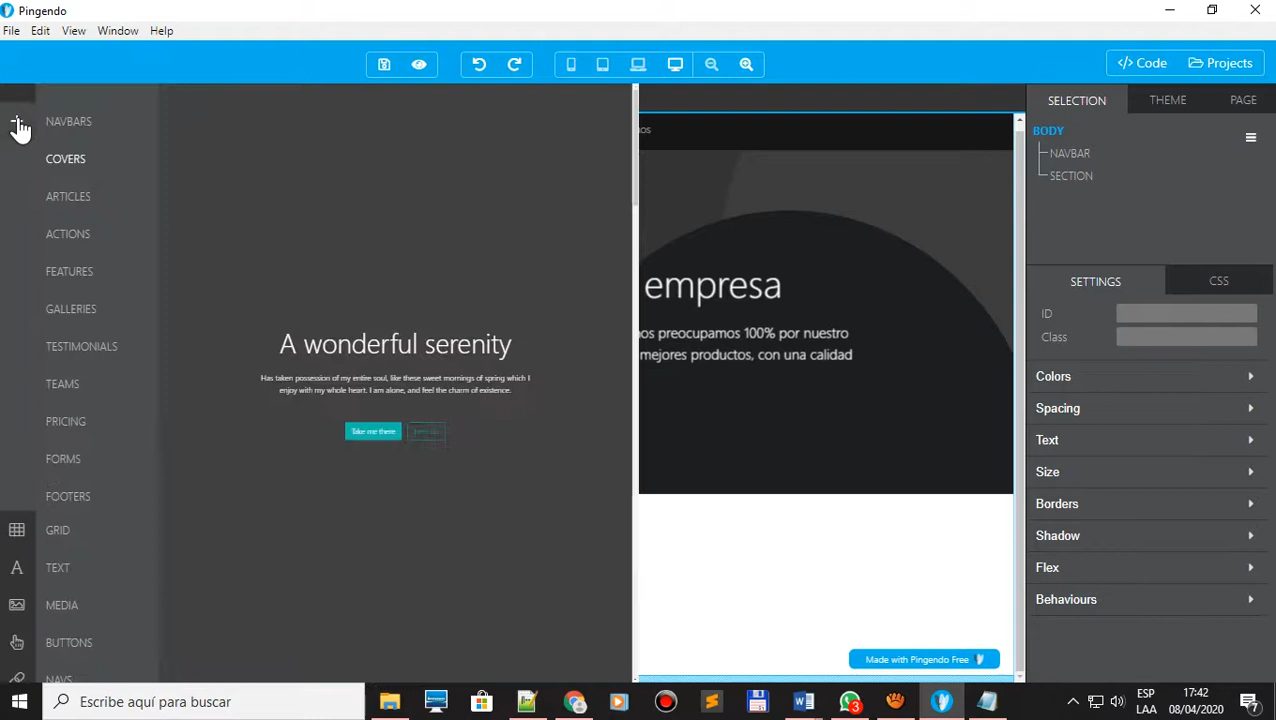 Pingendo
File Edit View Window Help
</> Code Projects
NAVBARS
COVERS
ARTICLES
ACTIONS
FEATURES
GALLERIES
TESTIMONIALS
TEAMS
PRICING
FORMS
FOOTERS
GRID
TEXT
MEDIA
BUTTONS
NAVS
A wonderful serenity
Has taken possession of my entire soul, like these sweet mornings of spring which I
enjoy with my whole heart. I am alone, and feel the charm of existence.
Take me there
os
empresa
os preocupamos 100% por nuestro
mejores productos, con una calidad
Made with Pingendo Free
SELECTION THEME PAGE
BODY
NAVBAR
SECTION
SETTINGS CSS
ID
Class
Colors
Spacing
Text
Size
Borders
Shadow
Flex
Behaviours
Escribe aquí para buscar
3
ESP
LAA
17:42
08/04/2020
7